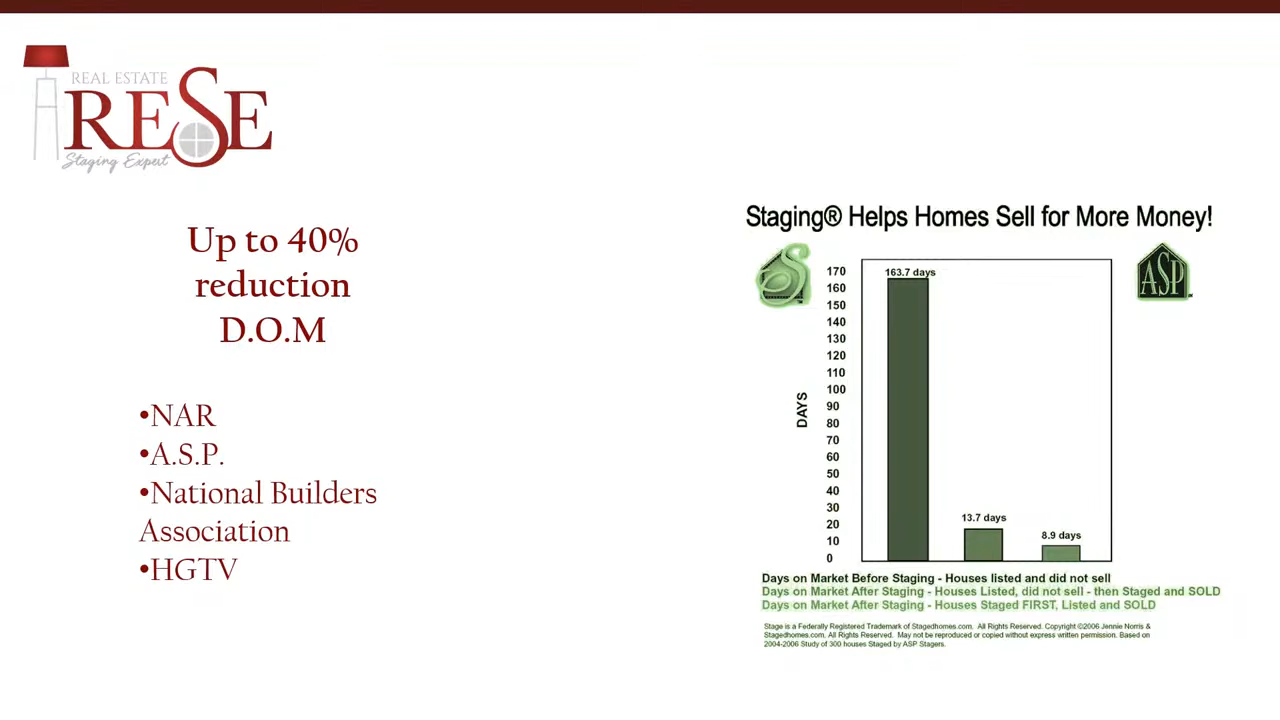 REAL ESTATE
RESE
Staging Expert
Up to 40%
reduction
D.O.M
•NAR
•A.S.P.
•National Builders
Association
•HGTV
Staging® Helps Homes Sell for More Money!
S
ASP
DAYS
170
160
150
140
130
120
110
100
90
80
70
60
50
40
30
20
10
0
163.7 days
13.7 days
8.9 days
Days on Market Before Staging - Houses listed and did not sell
Days on Market After Staging - Houses Listed, did not sell - then Staged and SOLD
Days on Market After Staging - Houses Staged FIRST, Listed and SOLD
Stage is a Federally Registered Trademark of Stagedhomes.com. All Rights Reserved. Copyright ©2006 Jennie Norris &
Stagedhomes.com, All Rights Reserved. May not be reproduced or copied without express written permission. Based on
2004-2006 Study of 300 houses Staged by ASP Stagers.